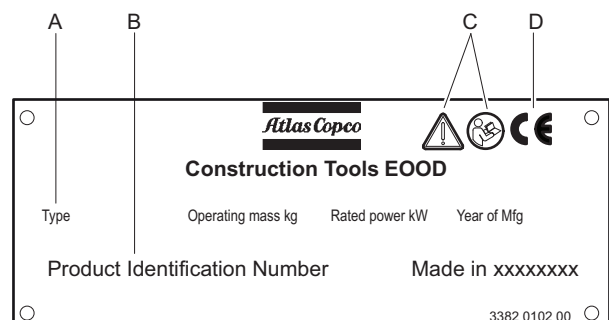 A B C D
Atlas Copco
CE
Construction Tools EOOD
Type Operating mass kg Rated power kW Year of Mfg
Product Identification Number Made in xxxxxxxx
3382 0102 00